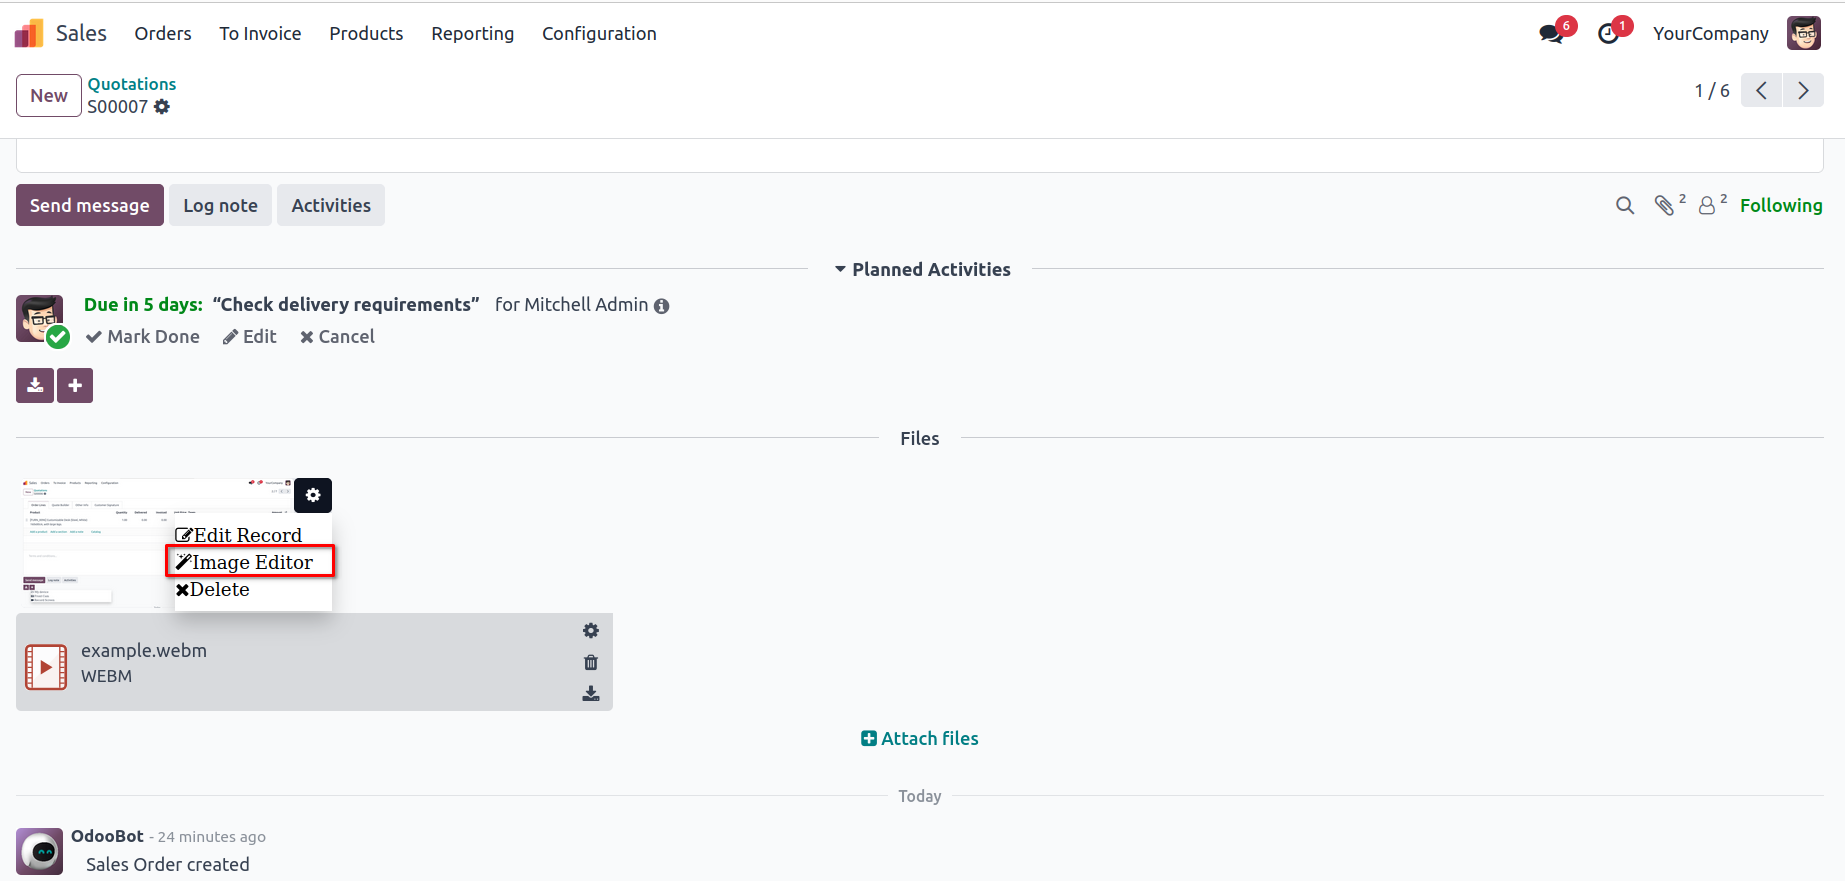 Sales Orders To Invoice Products Reporting Configuration 6 1 YourCompany
New Quotations
S00007 1 / 6
Send message Log note Activities 2 2 Following
Planned Activities
Due in 5 days: “Check delivery requirements” for Mitchell Admin
Mark Done Edit Cancel
Files
Edit Record
Image Editor
Delete
example.webm
WEBM
Attach files
Today
OdooBot - 24 minutes ago
Sales Order created